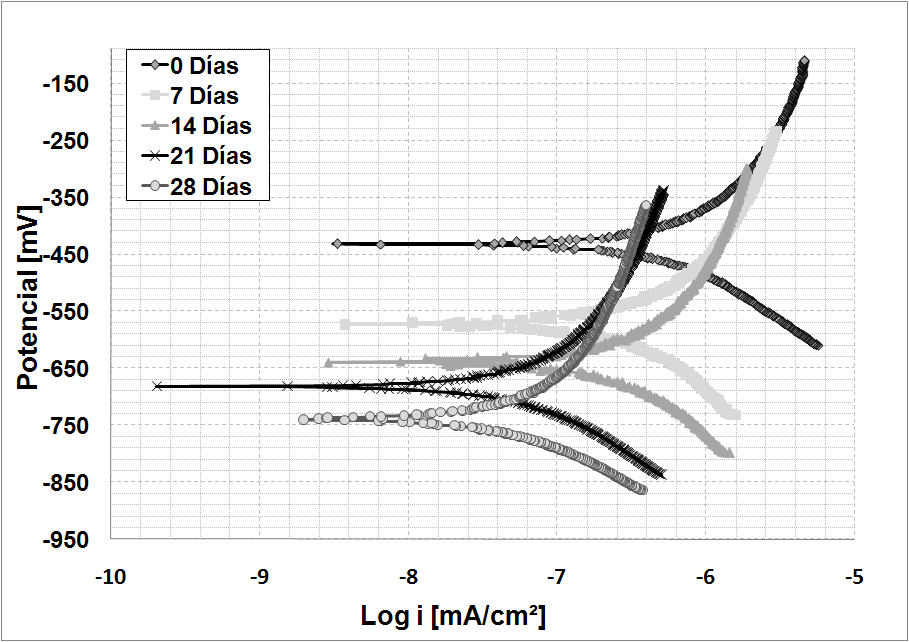 0 Días
7 Días
14 Días
21 Días
28 Días
-150
-250
-350
-450
-550
-650
-750
-850
-950
Potencial [mV]
-10
-9
-8
-7
-6
-5
Log i [mA/cm²]